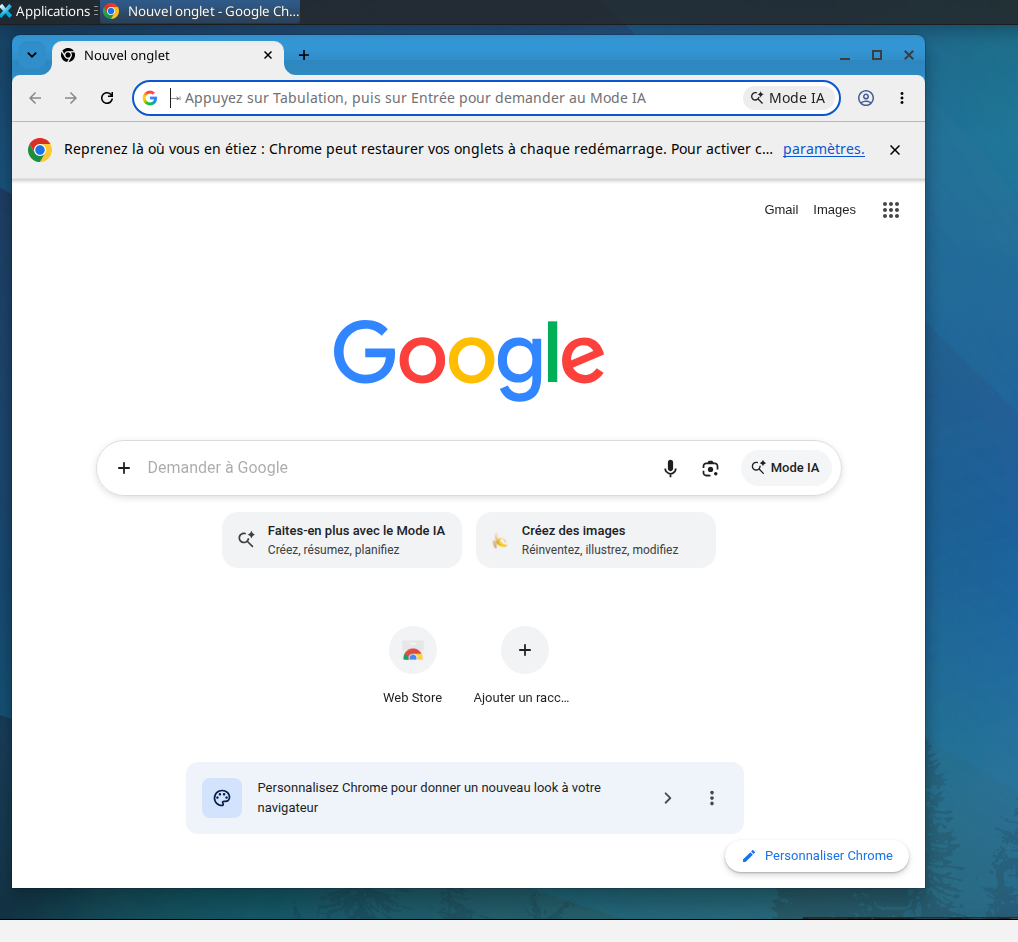 Applications
Nouvel onglet - Google Ch...
Nouvel onglet
Appuyez sur Tabulation, puis sur Entrée pour demander au Mode IA
Mode IA
Reprenez là où vous en étiez : Chrome peut restaurer vos onglets à chaque redémarrage. Pour activer c... paramètres.
Gmail Images
Google
Demander à Google
Mode IA
Faites-en plus avec le Mode IA
Créez, résumez, planifiez
Créez des images
Réinventez, illustrez, modifiez
Web Store
Ajouter un racc...
Personnalisez Chrome pour donner un nouveau look à votre
navigateur
Personnaliser Chrome